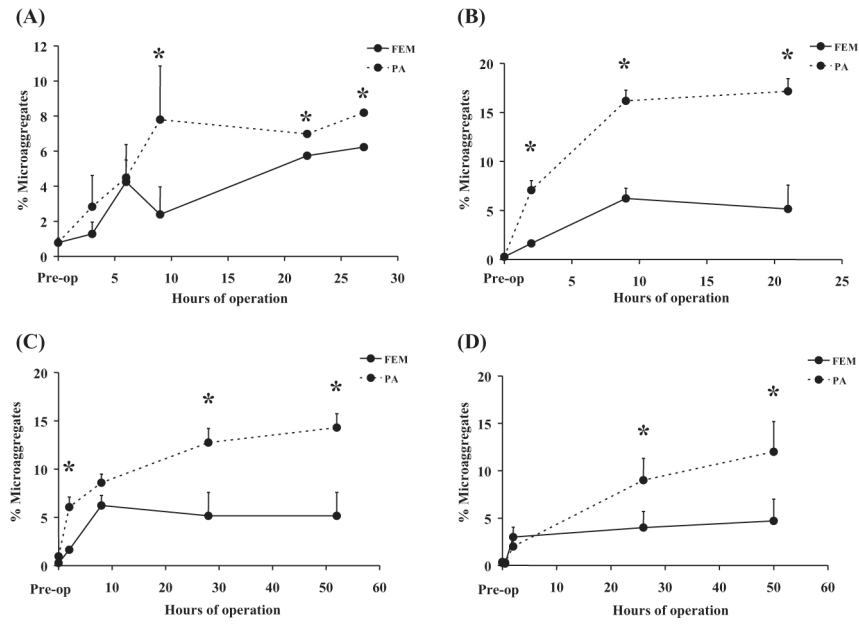 (A)
FEM
PA
% Microaggregates
12
10
8
6
4
2
0
* * *
Pre-op 5 10 15 20 25 30
Hours of operation
(B)
FEM
PA
% Microaggregates
20
15
10
5
0
* * *
Pre-op 5 10 15 20 25
Hours of operation
(C)
FEM
PA
% Microaggregates
20
15
10
5
0
* * *
Pre-op 10 20 30 40 50 60
Hours of operation
(D)
FEM
PA
% Microaggregates
20
15
10
5
0
* *
Pre-op 10 20 30 40 50 60
Hours of operation